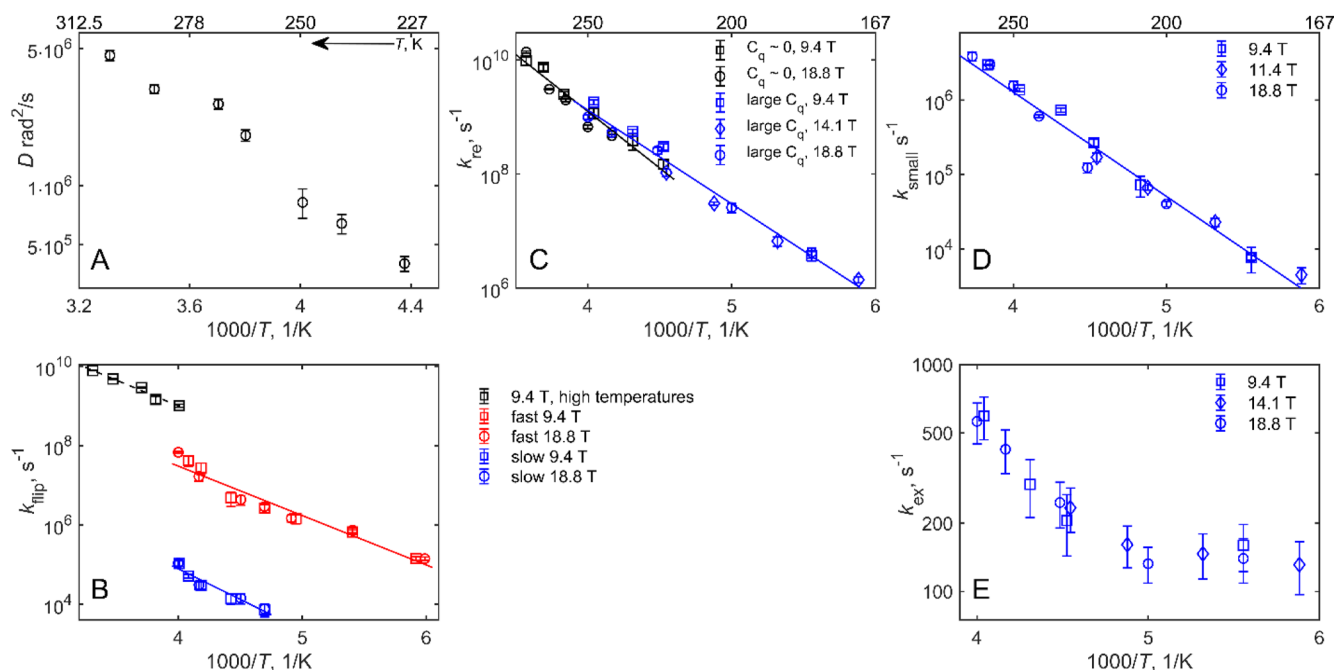 312.5 278 250 227
T, K
5·10⁶
1·10⁶
5·10⁵
D rad²/s
A
3.2 3.6 4 4.4
1000/T, 1/K
250 200 167
10¹⁰
10⁸
10⁶
k_re, s⁻¹
C_q ~ 0, 9.4 T
C_q ~ 0, 18.8 T
large C_q, 9.4 T
large C_q, 14.1 T
large C_q, 18.8 T
C
4 5 6
1000/T, 1/K
250 200 167
10⁶
10⁵
10⁴
k_small s⁻¹
9.4 T
11.4 T
18.8 T
D
4 5 6
1000/T, 1/K
10¹⁰
10⁸
10⁶
10⁴
k_flip, s⁻¹
B
4 5 6
1000/T, 1/K
9.4 T, high temperatures
fast 9.4 T
fast 18.8 T
slow 9.4 T
slow 18.8 T
1000
500
200
100
k_ex, s⁻¹
9.4 T
14.1 T
18.8 T
E
4 5 6
1000/T, 1/K